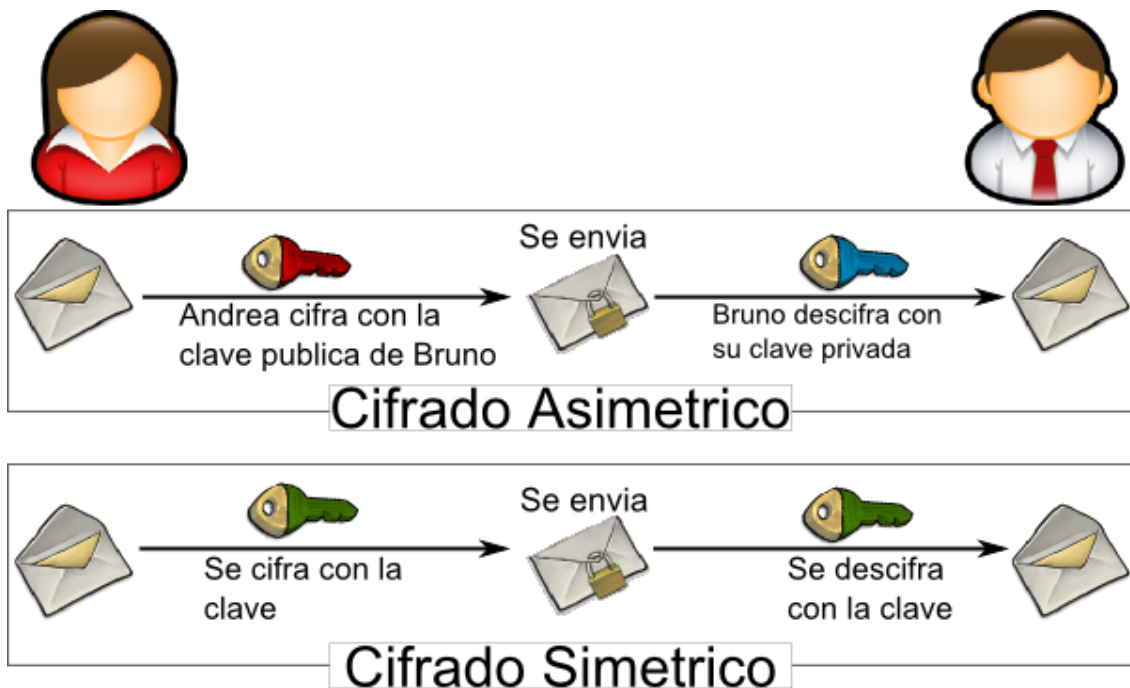 Se envia
Andrea cifra con la
clave publica de Bruno
Bruno descifra con
su clave privada
Cifrado Asimetrico
Se envia
Se cifra con la
clave
Se descifra
con la clave
Cifrado Simetrico